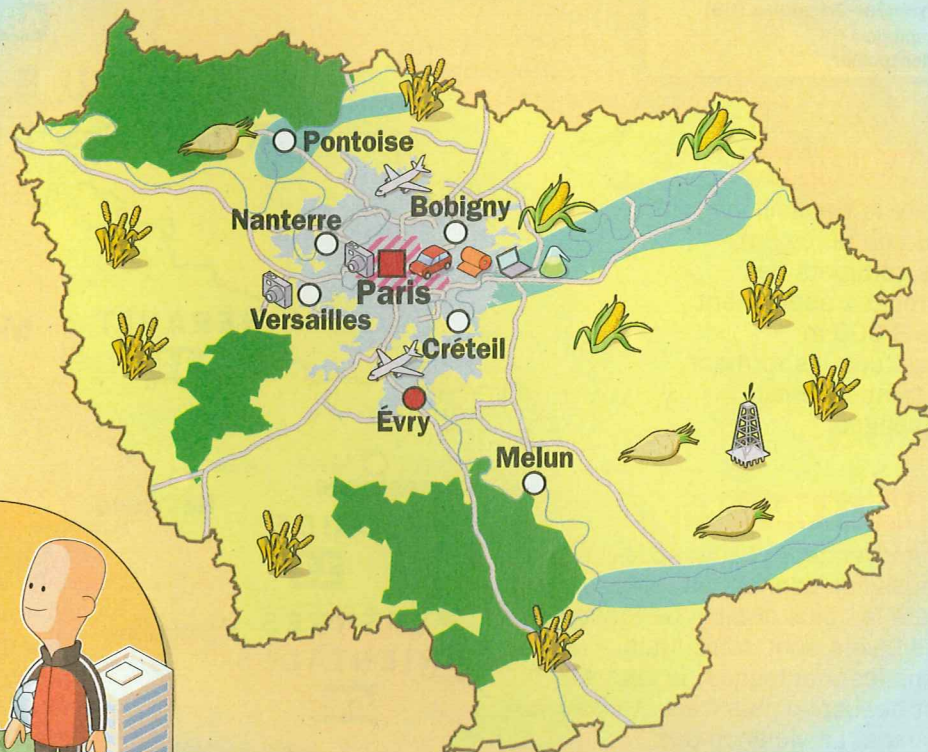 Pontoise
Nanterre
Bobigny
Paris
Versailles
Créteil
Évry
Melun